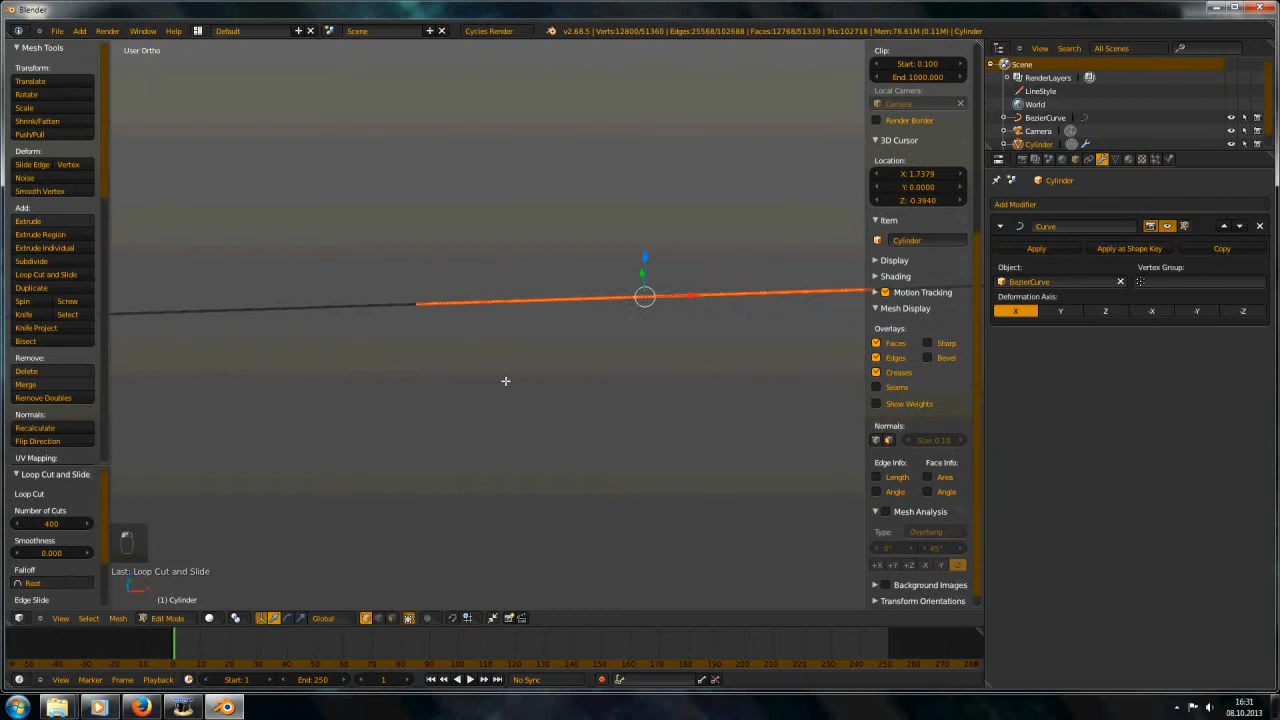 Blender
File Add Render Window Help
Default
Scene
Cycles Render
v2.68.5 | Verts:12800/51360 | Edges:25568/102688 | Faces:12768/51330 | Tris:102716 | Mem:76.61M (0.11M) | Cylinder
Mesh Tools
Transform:
Translate
Rotate
Scale
Shrink/Fatten
Push/Pull
Deform:
Slide Edge Vertex
Noise
Smooth Vertex
Add:
Extrude
Extrude Region
Extrude Individual
Subdivide
Loop Cut and Slide
Duplicate
Spin Screw
Knife Select
Knife Project
Bisect
Remove:
Delete
Merge
Remove Doubles
Normals:
Recalculate
Flip Direction
UV Mapping:
Loop Cut and Slide
Loop Cut
Number of Cuts
400
Smoothness
0.000
Falloff
Root
Edge Slide
User Ortho
Last: Loop Cut and Slide
(1) Cylinder
View Select Mesh
Edit Mode
Global
Clip:
Start: 0.100
End: 1000.000
Local Camera:
Camera
Render Border
3D Cursor
Location:
X: 1.7379
Y: 0.0000
Z: -0.3940
Item
Cylinder
Display
Shading
Motion Tracking
Mesh Display
Overlays:
Faces Sharp
Edges Bevel
Creases
Seams
Show Weights
Normals:
Size: 0.10
Edge Info: Face Info:
Length Area
Angle Angle
Mesh Analysis
Type: Overhang
0° 45°
+X +Y +Z -X -Y -Z
Background Images
Transform Orientations
View Search All Scenes
Scene
RenderLayers
LineStyle
World
BezierCurve
Camera
Cylinder
Cylinder
Add Modifier
Curve
Apply Apply as Shape Key Copy
Object: Vertex Group:
BezierCurve
Deformation Axis:
X Y Z -X -Y -Z
-50 -40 -30 -20 -10 0 10 20 30 40 50 60 70 80 90 100 110 120 130 140 150 160 170 180 190 200 210 220 230 240 250 260 270 280
View Marker Frame Playback
Start: 1
End: 250
1
No Sync
16:31
08.10.2013